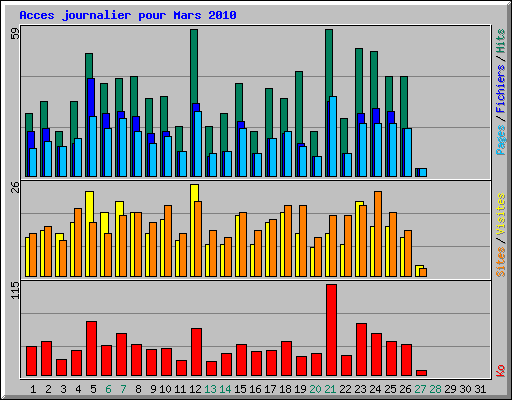 Acces journalier pour Mars 2010
59
26
115
Pages / Fichiers / Hits
Sites / Visites
Ko
1 2 3 4 5 6 7 8 9 10 11 12 13 14 15 16 17 18 19 20 21 22 23 24 25 26 27 28 29 30 31